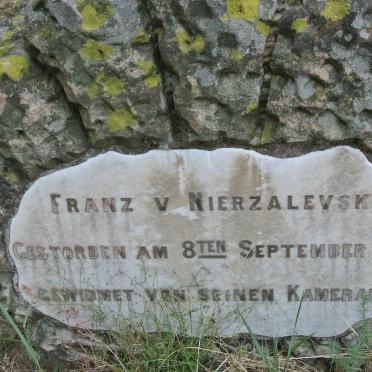 FRANZ V NIERZALEVSK
GESTORBEN AM 8TEN SEPTEMBER
GEWIDMET VON SEINEN KAMERA